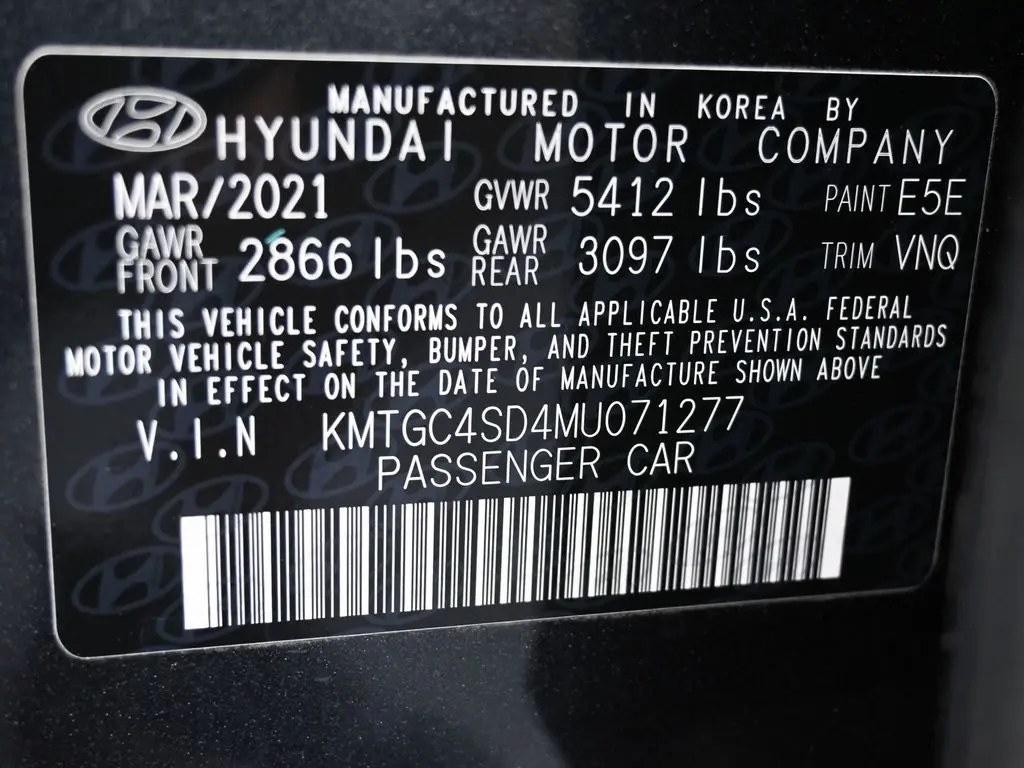 MANUFACTURED IN KOREA BY
HYUNDAI MOTOR COMPANY
MAR/2021 GVWR 5412 lbs PAINT E5E
GAWR FRONT 2866 lbs GAWR REAR 3097 lbs TRIM VNQ
THIS VEHICLE CONFORMS TO ALL APPLICABLE U.S.A. FEDERAL
MOTOR VEHICLE SAFETY, BUMPER, AND THEFT PREVENTION STANDARDS
IN EFFECT ON THE DATE OF MANUFACTURE SHOWN ABOVE
V.I.N KMTGC4SD4MU071277
PASSENGER CAR